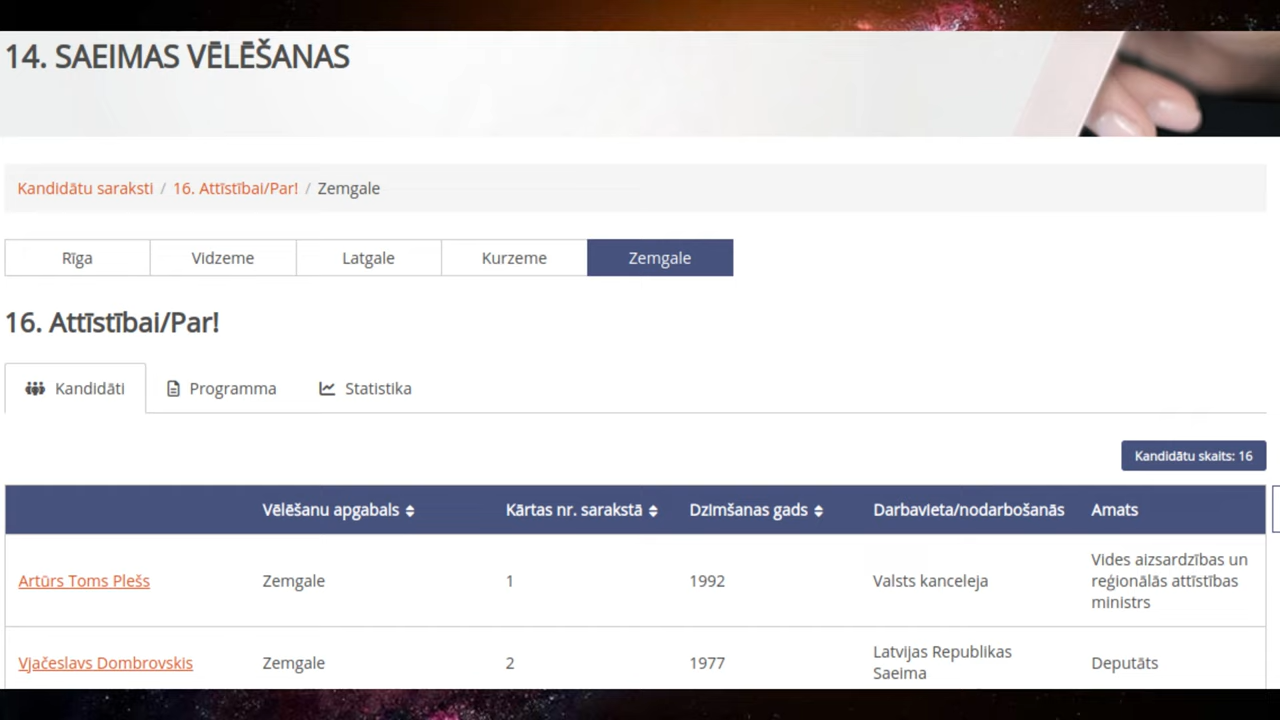 14. SAEIMAS VĒLĒŠANAS
Kandidātu saraksti / 16. Attīstībai/Par! / Zemgale
Rīga Vidzeme Latgale Kurzeme Zemgale
16. Attīstībai/Par!
Kandidāti Programma Statistika
Kandidātu skaits: 16
Vēlēšanu apgabals Kārtas nr. sarakstā Dzimšanas gads Darbavieta/nodarbošanās Amats
Artūrs Toms Plešs Zemgale 1 1992 Valsts kanceleja Vides aizsardzības un
reģionālās attīstības
ministrs
Vjačeslavs Dombrovskis Zemgale 2 1977 Latvijas Republikas
Saeima Deputāts